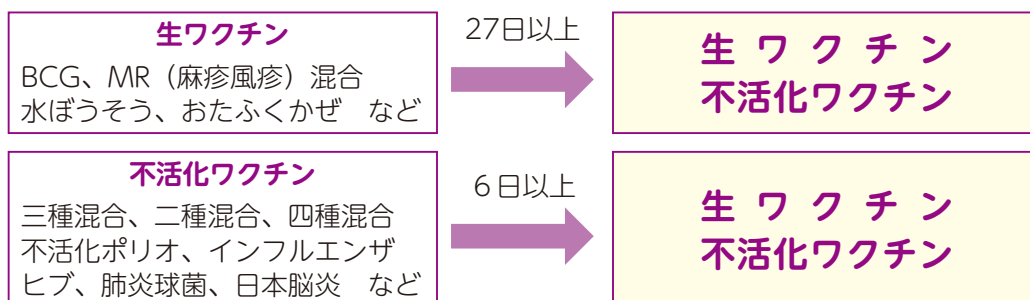 生ワクチン
BCG、MR（麻疹風疹）混合
水ぼうそう、おたふくかぜ　など
27日以上
生ワクチン
不活化ワクチン
不活化ワクチン
三種混合、二種混合、四種混合
不活化ポリオ、インフルエンザ
ヒブ、肺炎球菌、日本脳炎　など
6日以上
生ワクチン
不活化ワクチン